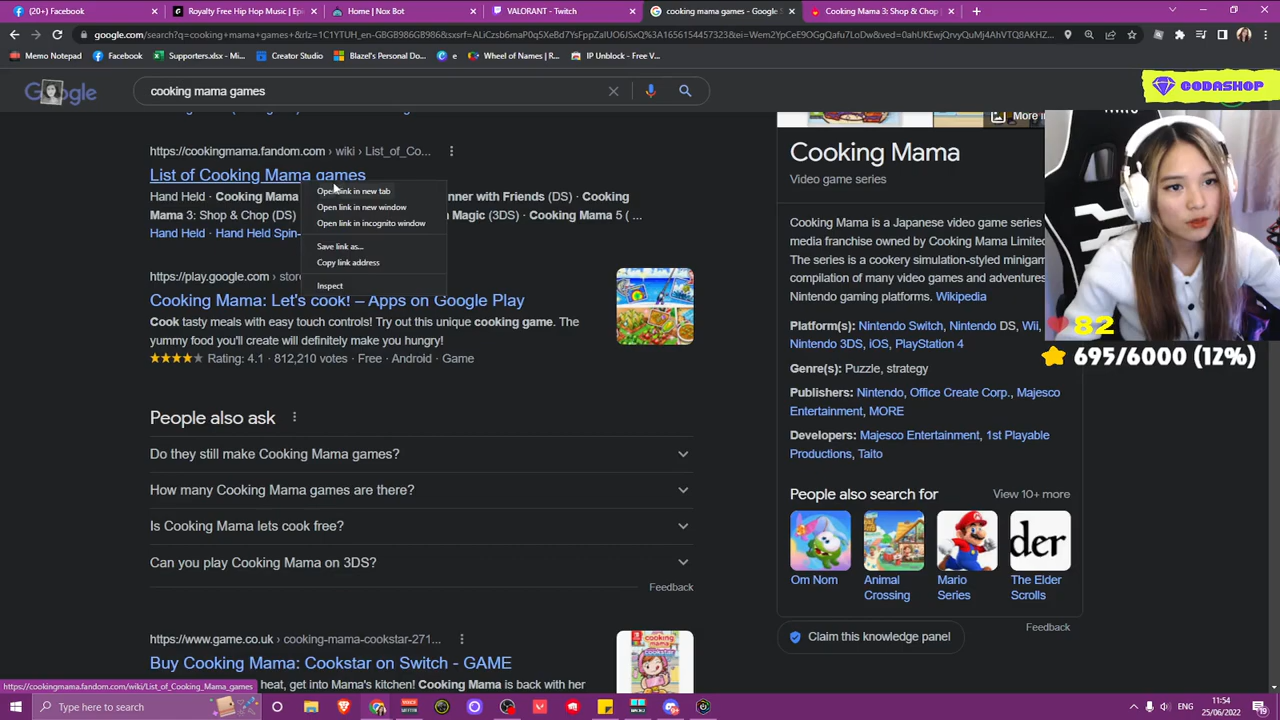 (20+) Facebook
Royalty Free Hip Hop Music | Epi
Home | Nox Bot
VALORANT - Twitch
cooking mama games - Google S
Cooking Mama 3: Shop & Chop (D
Memo Notepad
Facebook
Supporters.xlsm - G...
Creator Studio
Blazel's Personal Do...
e
Wheel of Names | R...
IP Unblock - Free V...
Google
cooking mama games
CODASHOP
https://cookingmama.fandom.com › wiki › List_of_Co...
List of Cooking Mama games
Open link in new tab
Open link in new window
Open link in incognito window
Save link as...
Copy link address
Inspect
Hand Held · Cooking Mama
nner with Friends (DS) · Cooking
Mama 3: Shop & Chop (DS)
Magic (3DS) · Cooking Mama 5 ( ...
Hand Held · Hand Held Spin-
https://play.google.com › store
Cooking Mama: Let's cook! – Apps on Google Play
Cook tasty meals with easy touch controls! Try out this unique cooking game. The
yummy food you'll create will definitely make you hungry!
Rating: 4.1 · 812,210 votes · Free · Android · Game
People also ask
Do they still make Cooking Mama games?
How many Cooking Mama games are there?
Is Cooking Mama lets cook free?
Can you play Cooking Mama on 3DS?
Feedback
https://www.game.co.uk › cooking-mama-cookstar-271...
Buy Cooking Mama: Cookstar on Switch - GAME
heat, get into Mama's kitchen! Cooking Mama is back with her
More i
Cooking Mama
Video game series
Cooking Mama is a Japanese video game series
media franchise owned by Cooking Mama Limited
The series is a cookery simulation-styled minigam
compilation of many video games and adventures
Nintendo gaming platforms. Wikipedia
Platform(s): Nintendo Switch, Nintendo DS, Wii,
Nintendo 3DS, iOS, PlayStation 4
Genre(s): Puzzle, strategy
Publishers: Nintendo, Office Create Corp., Majesco
Entertainment, MORE
Developers: Majesco Entertainment, 1st Playable
Productions, Taito
People also search for
View 10+ more
der
Om Nom
Animal
Crossing
Mario
Series
The Elder
Scrolls
Feedback
Claim this knowledge panel
82
695/6000 (12%)
https://cookingmama.fandom.com/wiki/List_of_Cooking_Mama_games
Type here to search
ENG
11:54
25/06/2022